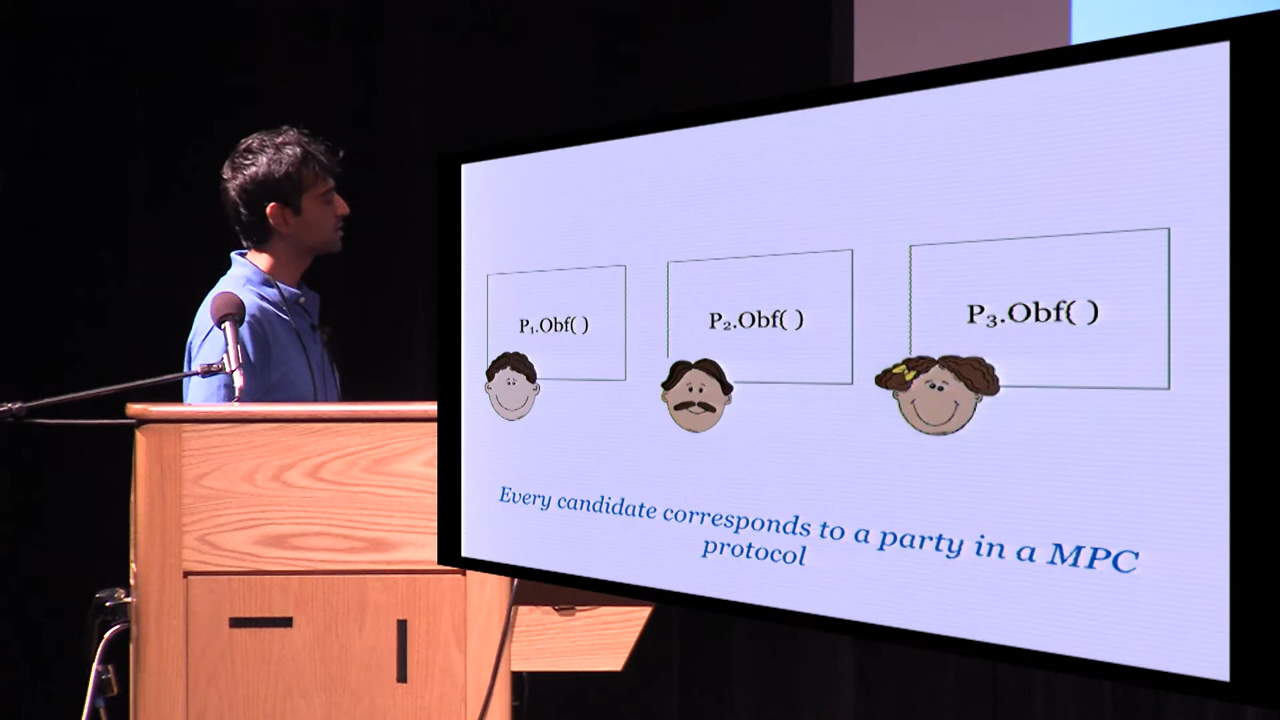 P₁.Obf( )
P₂.Obf( )
P₃.Obf( )
Every candidate corresponds to a party in a MPC
protocol